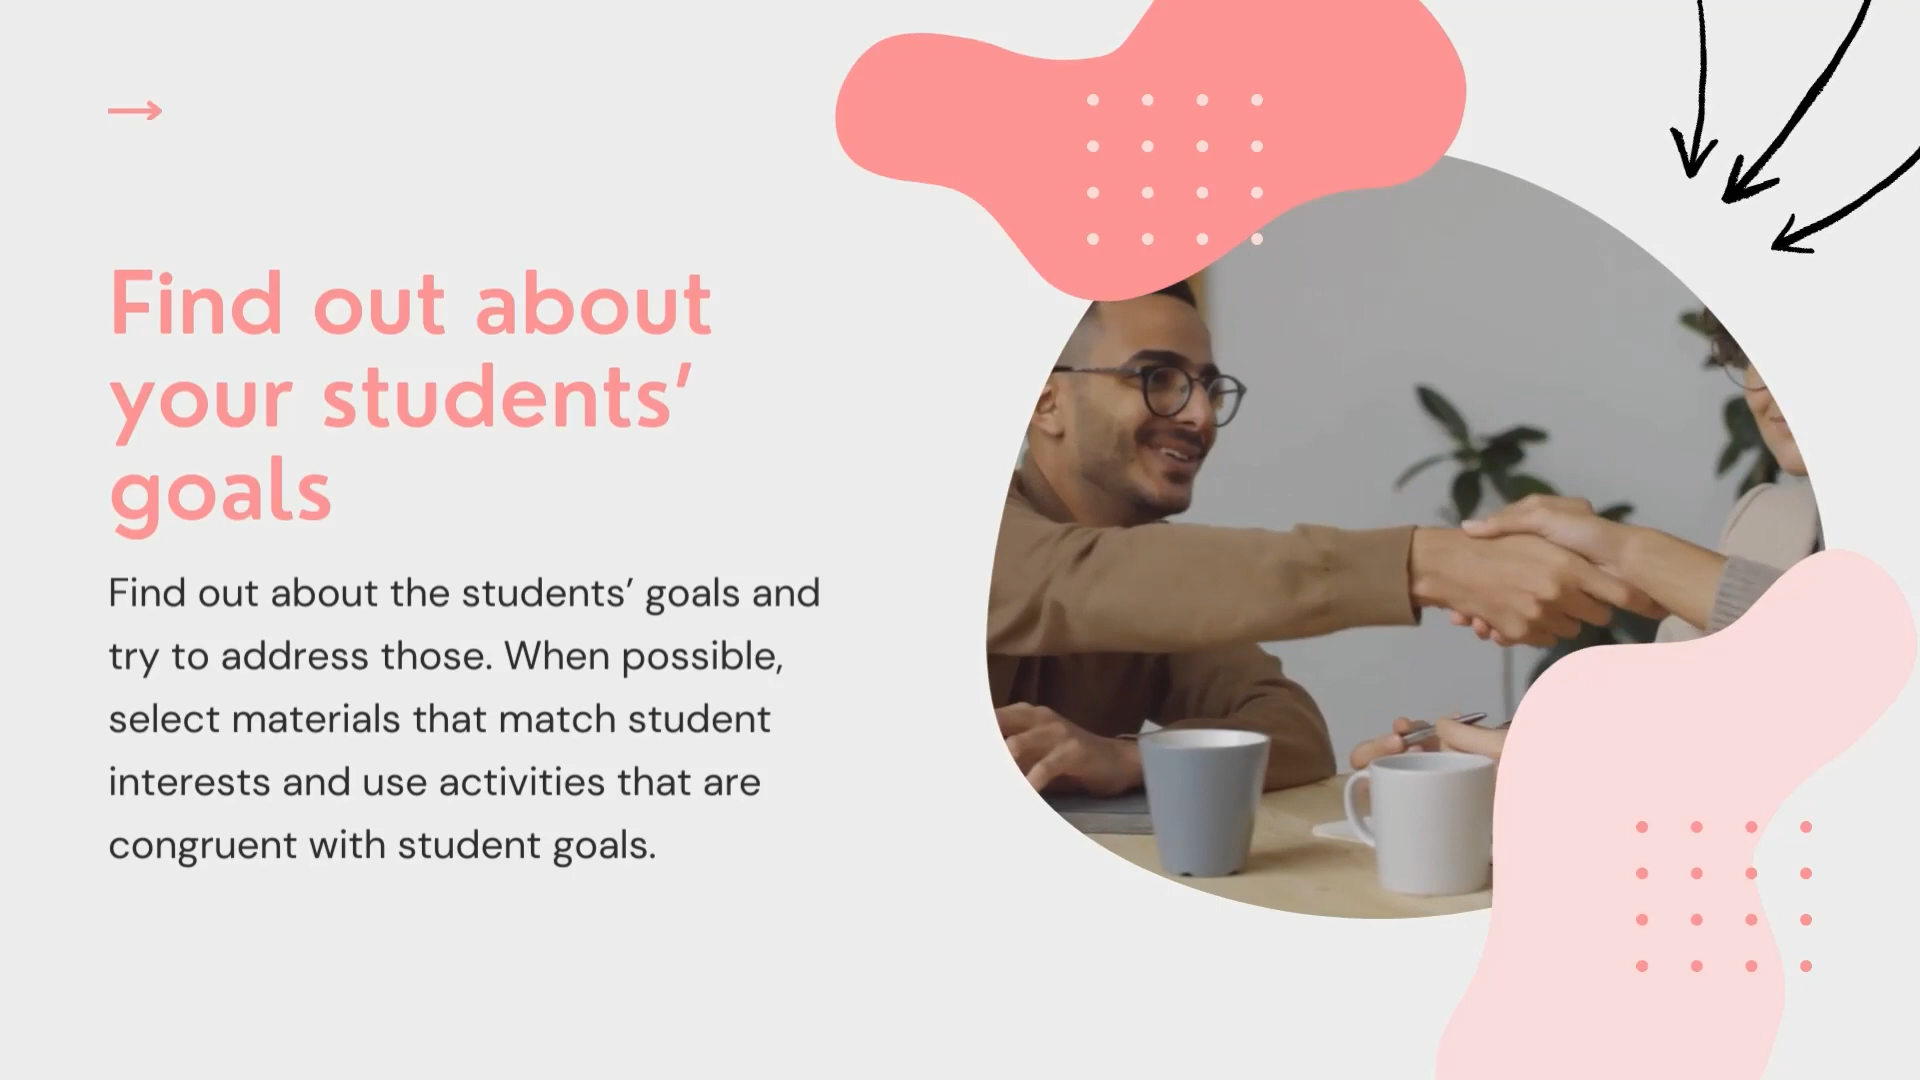 Find out about
your students’
goals
Find out about the students’ goals and
try to address those. When possible,
select materials that match student
interests and use activities that are
congruent with student goals.